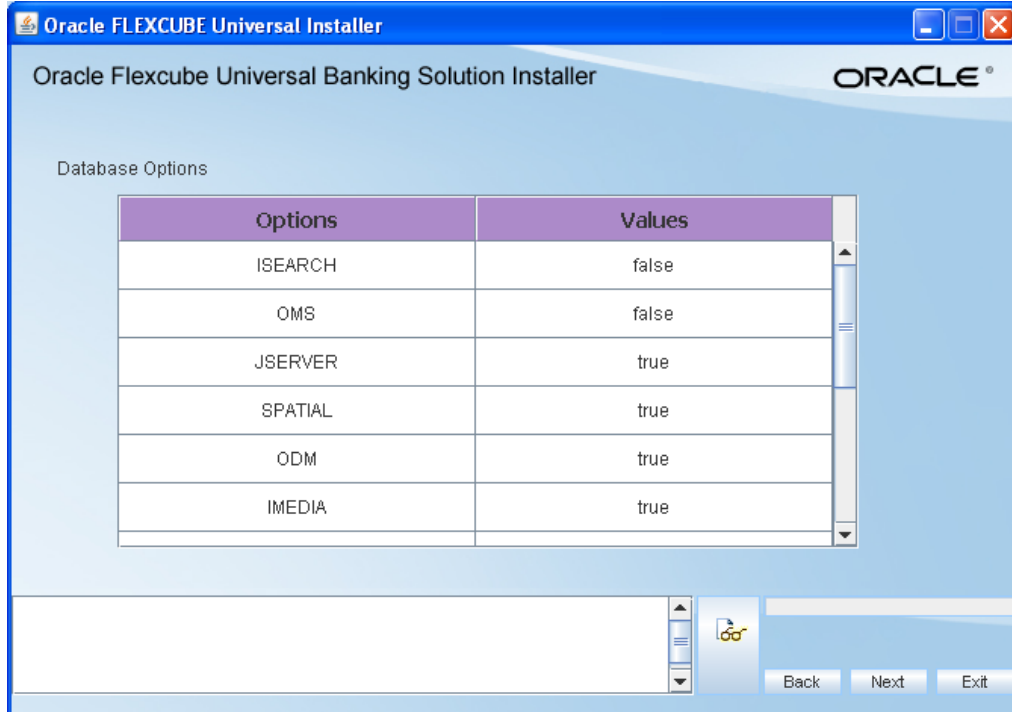 Oracle FLEXCUBE Universal Installer
Oracle Flexcube Universal Banking Solution Installer ORACLE®
Database Options
Options Values
ISEARCH false
OMS false
JSERVER true
SPATIAL true
ODM true
IMEDIA true
Back Next Exit